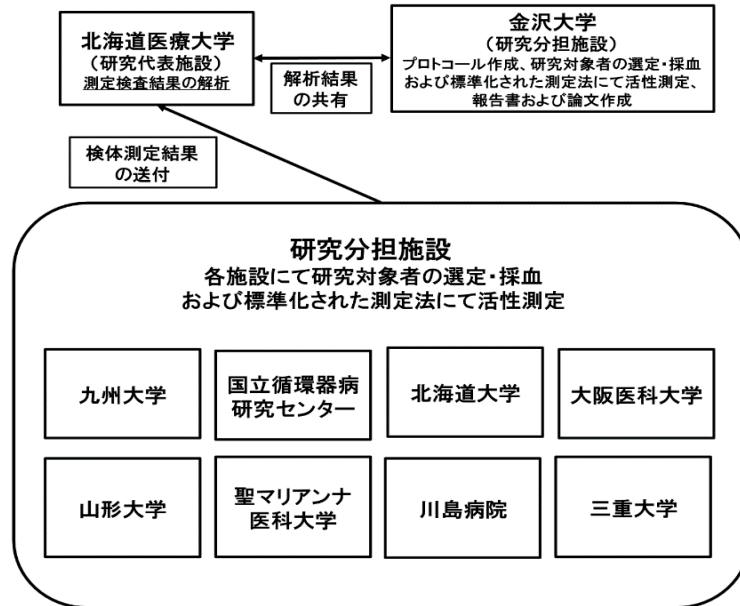 北海道医療大学
（研究代表施設）
測定検査結果の解析
金沢大学
（研究分担施設）
プロトコール作成、研究対象者の選定・採血
および標準化された測定法にて活性測定、
報告書および論文作成
解析結果
の共有
検体測定結果
の送付
研究分担施設
各施設にて研究対象者の選定・採血
および標準化された測定法にて活性測定
九州大学
国立循環器病
研究センター
北海道大学
大阪医科大学
山形大学
聖マリアンナ
医科大学
川島病院
三重大学